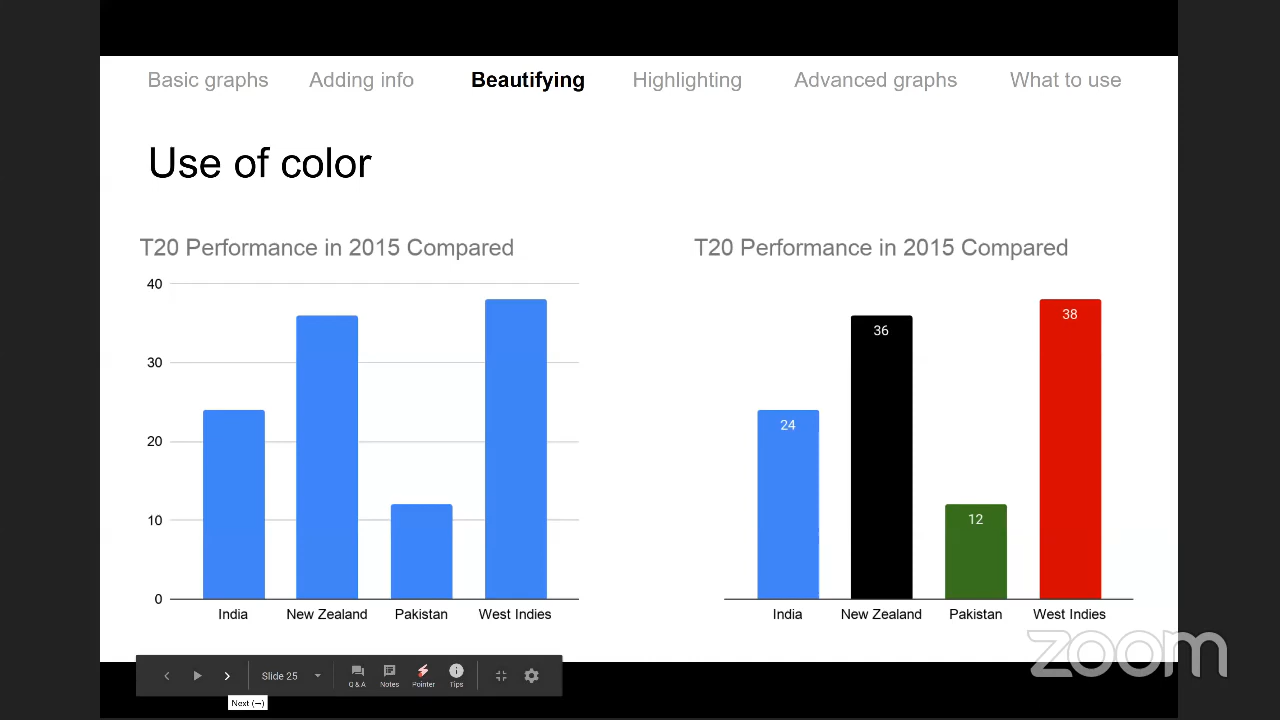 Basic graphs Adding info Beautifying Highlighting Advanced graphs What to use
Use of color
T20 Performance in 2015 Compared
40
30
20
10
0
India New Zealand Pakistan West Indies
T20 Performance in 2015 Compared
38
36
24
12
India New Zealand Pakistan West Indies
zoom
Slide 25
Q & A Notes Pointer Tips
Next (→)